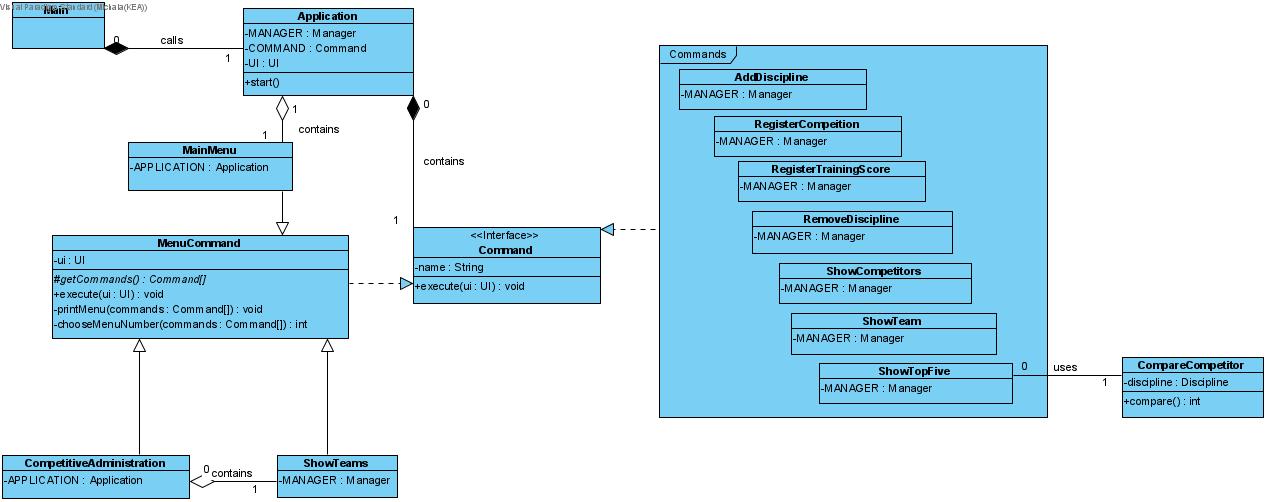 Visual Paradigm Standard (Michala(KEA))
Main
0
calls
1
Application
-MANAGER : Manager
-COMMAND : Command
-UI : UI
+start()
1
contains
1
0
contains
1
MainMenu
-APPLICATION : Application
MenuCommand
-ui : UI
#getCommands() : Command[]
+execute(ui : UI) : void
-printMenu(commands : Command[]) : void
-chooseMenuNumber(commands : Command[]) : int
<<Interface>>
Command
-name : String
+execute(ui : UI) : void
Commands
AddDiscipline
-MANAGER : Manager
RegisterCompeition
-MANAGER : Manager
RegisterTrainingScore
-MANAGER : Manager
RemoveDiscipline
-MANAGER : Manager
ShowCompetitors
-MANAGER : Manager
ShowTeam
-MANAGER : Manager
ShowTopFive
-MANAGER : Manager
0
uses
1
CompareCompetitor
-discipline : Discipline
+compare() : int
CompetitiveAdministration
-APPLICATION : Application
0
contains
1
ShowTeams
-MANAGER : Manager